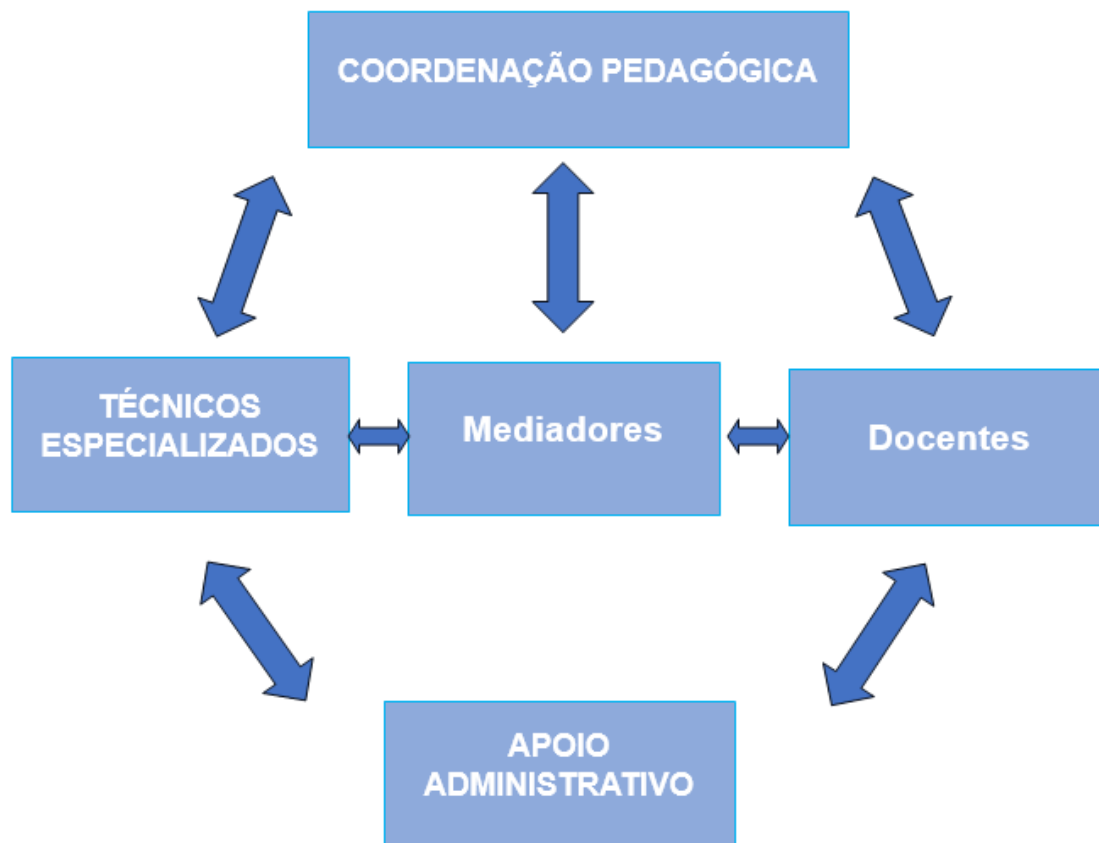 COORDENAÇÃO PEDAGÓGICA
TÉCNICOS
ESPECIALIZADOS
Mediadores
Docentes
APOIO
ADMINISTRATIVO